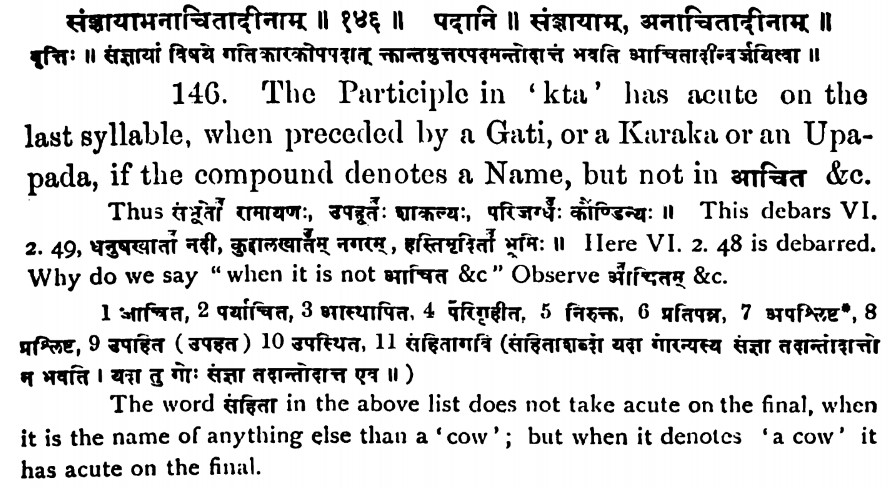 संज्ञायामनाचितादीनाम् ॥ १४६ ॥ पदानि ॥ संज्ञायाम्, अनाचितादीनाम् ॥
वृत्तिः ॥ संज्ञायां विषये गतिकारकोपपदात् क्तान्तमुत्तरपदमन्तोदात्तं भवति आचितादीन्वर्जयित्वा ॥
146. The Participle in ‘kta’ has acute on the
last syllable, when preceded by a Gati, or a Karaka or an Upa-
pada, if the compound denotes a Name, but not in आचित &c.
Thus संभूतो᳚ रामायणः, उपहूतः᳚ शाकल्यः, परिजग्धः᳚ कौण्डिन्यः ॥ This debars VI.
2. 49, धनुषखाता᳚ नदी, कुद्दालखातम्᳚ नगरम्, हस्तिमृदिता᳚ भूमिः ॥ Here VI. 2. 48 is debarred.
Why do we say “when it is not आचित &c” Observe &c.
1 आचित, 2 पर्याचित, 3 आस्थापित, 4 परिगृहीत, 5 निरुक्त, 6 प्रतिपन्न, 7 अपश्लिष्ट*, 8
प्रश्लिष्ट, 9 उपहित (उपहत) 10 उपस्थित, 11 संहितागवि (संहिताशब्दो यदा गोरन्यस्य संज्ञा तदान्तोदात्तो
न भवति । यदा तु गोः संज्ञा तदान्तोदात्त एव ॥)
The word संहिता in the above list does not take acute on the final, when
it is the name of anything else than a ‘cow’; but when it denotes ‘a cow’ it
has acute on the final.